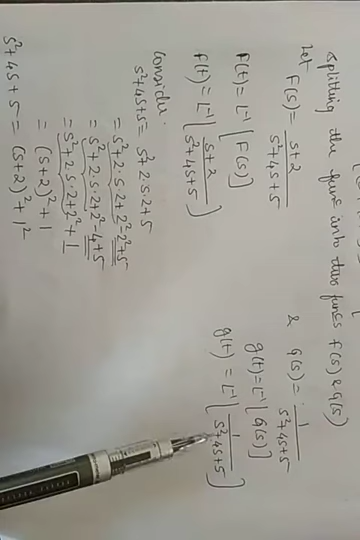 splitting the func into two funcs F(s) & G(s)
Let F(s) = s+2 / s²+4s+5 & G(s) = 1 / s²+4s+5
f(t) = L⁻¹ [F(s)] g(t) = L⁻¹ [G(s)]
f(t) = L⁻¹ [s+2 / s²+4s+5] g(t) = L⁻¹ [1 / s²+4s+5]
Consider
s²+4s+5 = s²+2·s·2+5
= s²+2·s·2+2²-2²+5
= s²+2·s·2+2²-4+5
= s²+2·s·2+2²+1
= (s+2)²+1
s²+4s+5 = (s+2)²+1²